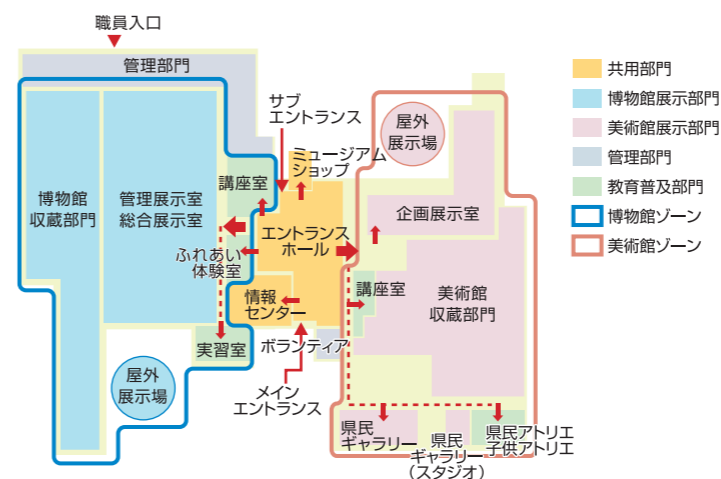 職員入口
管理部門
サブ
エントランス
ミュージアム
ショップ
屋外
展示場
講座室
博物館
収蔵部門
管理展示室
総合展示室
エントランス
ホール
企画展示室
ふれあい
体験室
情報
センター
講座室
美術館
収蔵部門
実習室
ボランティア
屋外
展示場
メイン
エントランス
県民
ギャラリー
県民
ギャラリー
(スタジオ)
県民アトリエ
子供アトリエ
共用部門
博物館展示部門
美術館展示部門
管理部門
教育普及部門
博物館ゾーン
美術館ゾーン